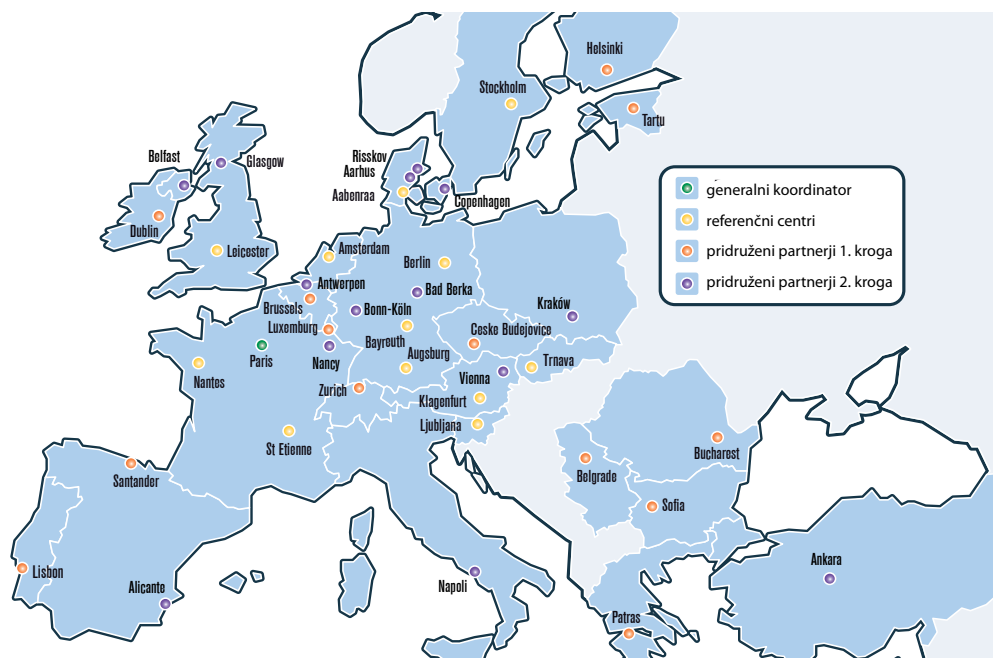 Helsinki
Stockholm
Tartu
Belfast
Glasgow
Risskov
Aarhus
Aabenraa
Copenhagen
generalni koordinator
referenčni centri
pridruženi partnerji 1. kroga
pridruženi partnerji 2. kroga
Dublin
Leicester
Amsterdam
Berlin
Antwerpen
Bad Berka
Brussels
Bonn-Köln
Kraków
Luxemburg
Ceske Budejovice
Bayreuth
Paris
Nancy
Augsburg
Trnava
Nantes
Vienna
Zurich
Klagenfurt
Ljubljana
St Etienne
Bucharest
Santander
Belgrade
Sofia
Ankara
Lisbon
Alicante
Napoli
Patras